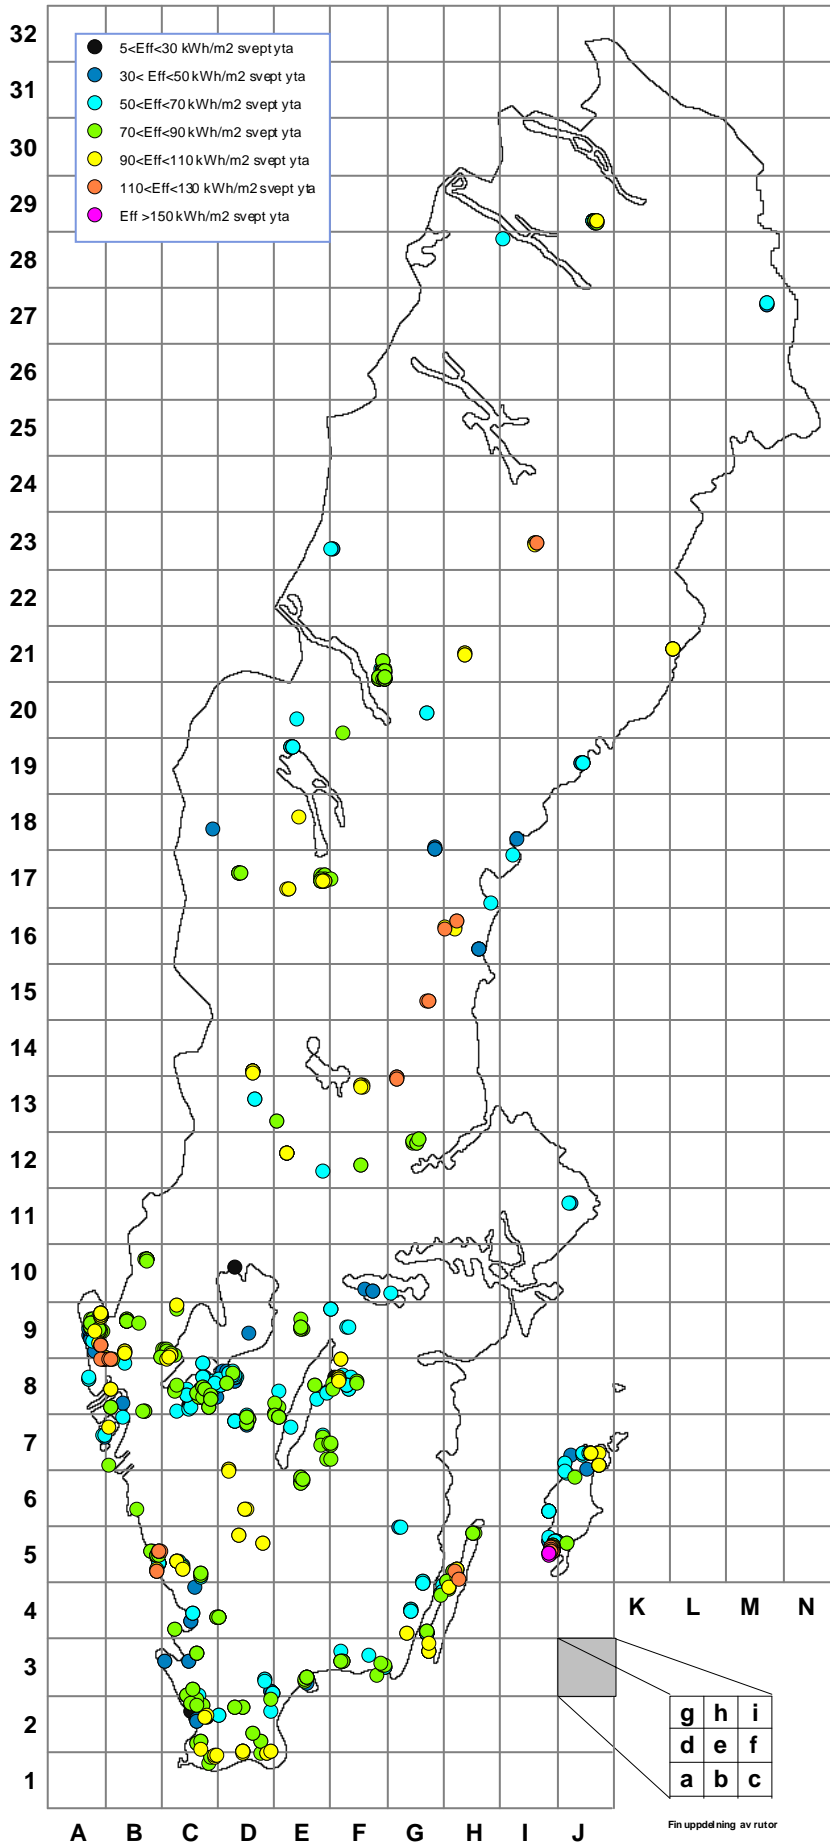 32
5<Eff<30 kWh/m2 svept yta
30< Eff<50 kWh/m2 svept yta
50<Eff<70 kWh/m2 svept yta
70<Eff<90 kWh/m2 svept yta
90<Eff<110 kWh/m2 svept yta
110<Eff<130 kWh/m2 svept yta
Eff >150 kWh/m2 svept yta
31
30
29
28
27
26
25
24
23
22
21
20
19
18
17
16
15
14
13
12
11
10
9
8
7
6
5
4
K L M N
3
2
g h i
d e f
a b c
1
Fin uppdelning av rutor
A B C D E F G H I J